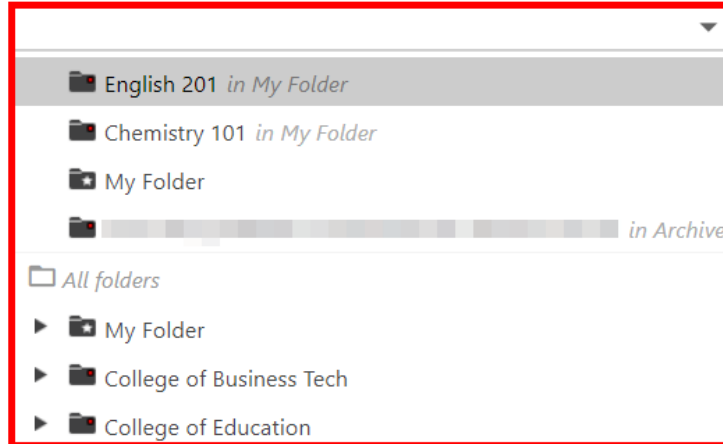 English 201 in My Folder
Chemistry 101 in My Folder
My Folder
in Archive
All folders
My Folder
College of Business Tech
College of Education